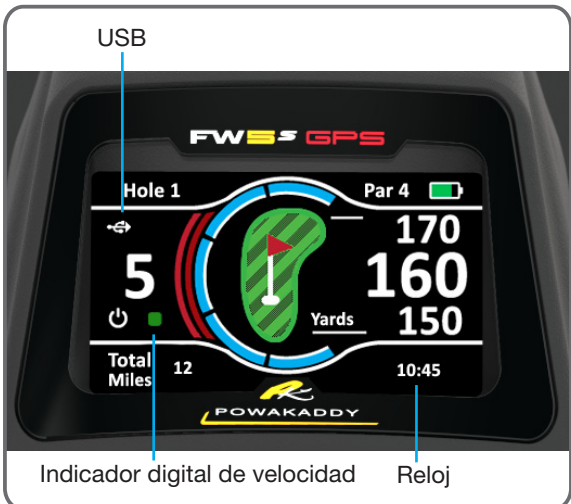 USB
FW5s GPS
Hole 1
Par 4
170
5
160
Yards 150
Total Miles 12
10:45
POWAKADDY
Indicador digital de velocidad
Reloj